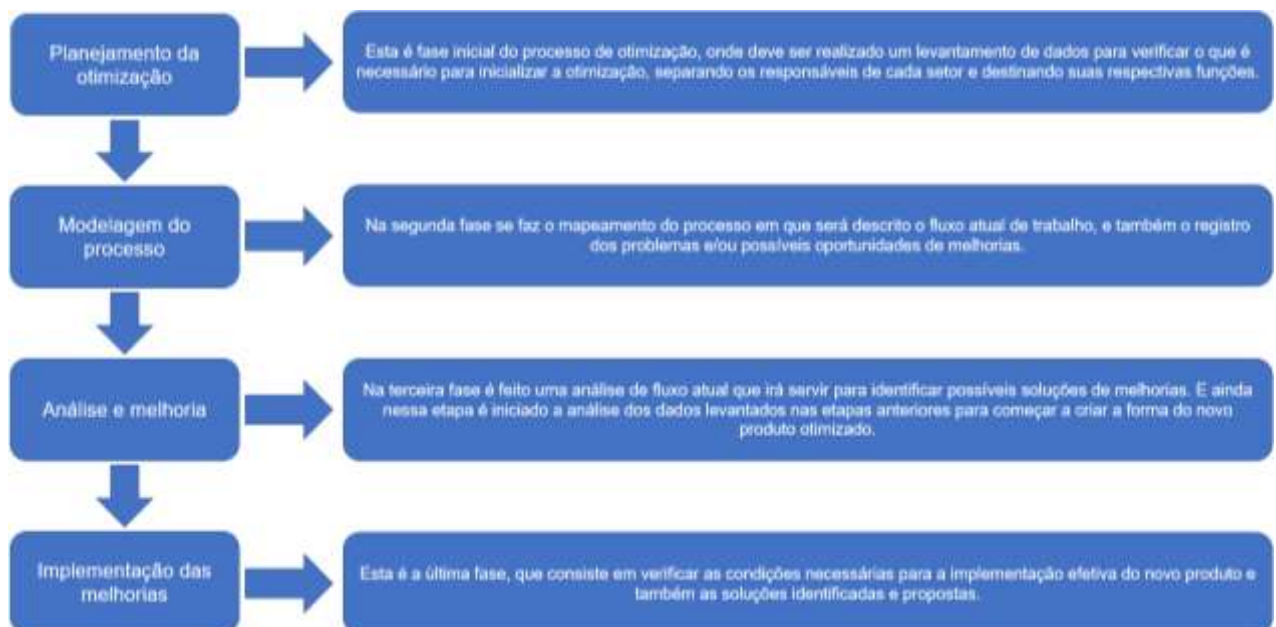 Planejamento da
otimização
Esta é fase inicial do processo de otimização, onde deve ser realizado um levantamento de dados para verificar o que é
necessário para inicializar a otimização, separando os responsáveis de cada setor e destinando suas respectivas funções.
Modelagem do
processo
Na segunda fase se faz o mapeamento do processo em que será descrito o fluxo atual de trabalho, e também o registro
dos problemas e/ou possíveis oportunidades de melhorias.
Análise e melhoria
Na terceira fase é feito uma análise de fluxo atual que irá servir para identificar possíveis soluções de melhorias. E ainda
nessa etapa é iniciado a análise dos dados levantados nas etapas anteriores para começar a criar a forma do novo
produto otimizado.
Implementação das
melhorias
Esta é a última fase, que consiste em verificar as condições necessárias para a implementação efetiva do novo produto e
também as soluções identificadas e propostas.